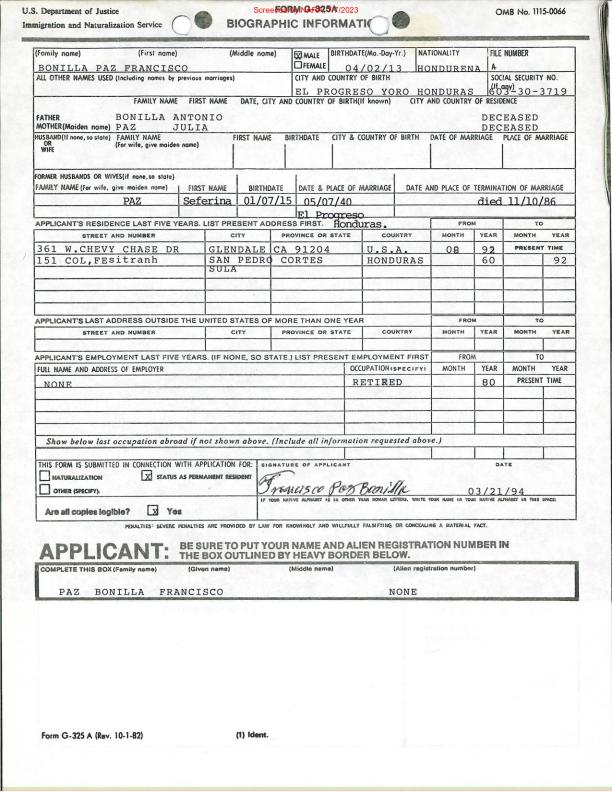 U.S. Department of Justice
Immigration and Naturalization Service
FORM G-325A
BIOGRAPHIC INFORMATION
OMB No. 1115-0066
(Family name) (First name) (Middle name)
BONILLA PAZ FRANCISCO
X MALE
FEMALE
BIRTHDATE(Mo.-Day-Yr.)
04/02/13
NATIONALITY
HONDURENA
FILE NUMBER
A-
ALL OTHER NAMES USED (Including names by previous marriages)
CITY AND COUNTRY OF BIRTH
EL PROGRESO YORO HONDURAS
SOCIAL SECURITY NO.
(If any)
603-30-3719
FAMILY NAME FIRST NAME DATE, CITY AND COUNTRY OF BIRTH(If known) CITY AND COUNTRY OF RESIDENCE
FATHER BONILLA ANTONIO DECEASED
MOTHER(Maiden name) PAZ JULIA DECEASED
HUSBAND(If none, so state) OR WIFE
FAMILY NAME (For wife, give maiden name)
FIRST NAME BIRTHDATE CITY & COUNTRY OF BIRTH DATE OF MARRIAGE PLACE OF MARRIAGE
FORMER HUSBANDS OR WIVES(if none,so state)
FAMILY NAME(For wife, give maiden name) FIRST NAME BIRTHDATE DATE & PLACE OF MARRIAGE DATE AND PLACE OF TERMINATION OF MARRIAGE
PAZ Seferina 01/07/15 05/07/40 died 11/10/86
El Progreso
Honduras.
APPLICANT'S RESIDENCE LAST FIVE YEARS. LIST PRESENT ADDRESS FIRST. FROM TO
STREET AND NUMBER CITY PROVINCE OR STATE COUNTRY MONTH YEAR MONTH YEAR
361 W.CHEVY CHASE DR GLENDALE CA 91204 U.S.A. 08 92 PRESENT TIME
151 COL,FEsitranh SAN PEDRO CORTES HONDURAS 60 92
SULA
APPLICANT'S LAST ADDRESS OUTSIDE THE UNITED STATES OF MORE THAN ONE YEAR FROM TO
STREET AND NUMBER CITY PROVINCE OR STATE COUNTRY MONTH YEAR MONTH YEAR
APPLICANT'S EMPLOYMENT LAST FIVE YEARS. (IF NONE, SO STATE.) LIST PRESENT EMPLOYMENT FIRST FROM TO
FULL NAME AND ADDRESS OF EMPLOYER OCCUPATION(SPECIFY) MONTH YEAR MONTH YEAR
NONE RETIRED 80 PRESENT TIME
Show below last occupation abroad if not shown above. (Include all information requested above.)
THIS FORM IS SUBMITTED IN CONNECTION WITH APPLICATION FOR:
NATURALIZATION X STATUS AS PERMANENT RESIDENT
OTHER (SPECIFY):
SIGNATURE OF APPLICANT DATE
Francisco Paz Bonilla 03/21/94
IF YOUR NATIVE ALPHABET IS IN OTHER THAN ROMAN LETTERS, WRITE YOUR NAME IN YOUR NATIVE ALPHABET IN THIS SPACE.
Are all copies legible? X Yes
PENALTIES: SEVERE PENALTIES ARE PROVIDED BY LAW FOR KNOWINGLY AND WILLFULLY FALSIFYING OR CONCEALING A MATERIAL FACT.
APPLICANT: BE SURE TO PUT YOUR NAME AND ALIEN REGISTRATION NUMBER IN
THE BOX OUTLINED BY HEAVY BORDER BELOW.
COMPLETE THIS BOX (Family name) (Given name) (Middle name) (Alien registration number)
PAZ BONILLA FRANCISCO NONE
Form G-325 A (Rev. 10-1-82) (1) Ident.